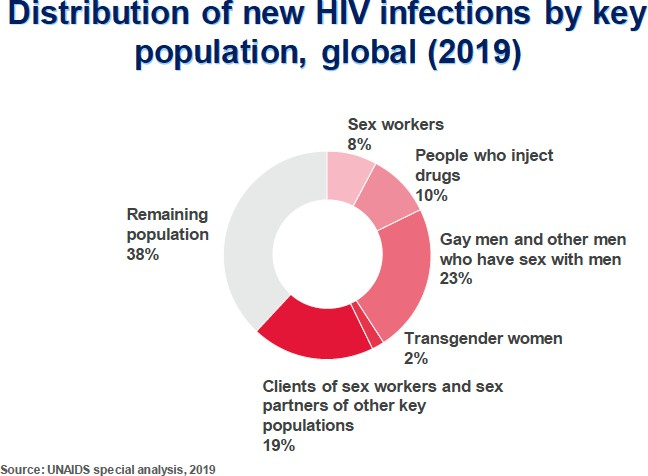 Distribution of new HIV infections by key
population, global (2019)
Sex workers
8%
People who inject
drugs
10%
Gay men and other men
who have sex with men
23%
Transgender women
2%
Clients of sex workers and sex
partners of other key
populations
19%
Remaining
population
38%
Source: UNAIDS special analysis, 2019